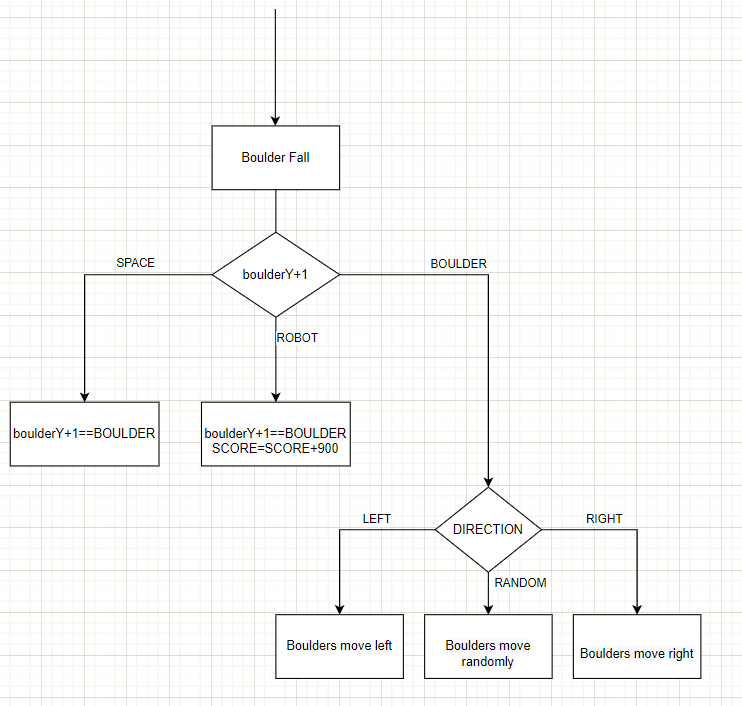 Boulder Fall
SPACE
boulderY+1
BOULDER
ROBOT
boulderY+1==BOULDER
boulderY+1==BOULDER
SCORE=SCORE+900
LEFT
DIRECTION
RIGHT
RANDOM
Boulders move left
Boulders move
randomly
Boulders move right